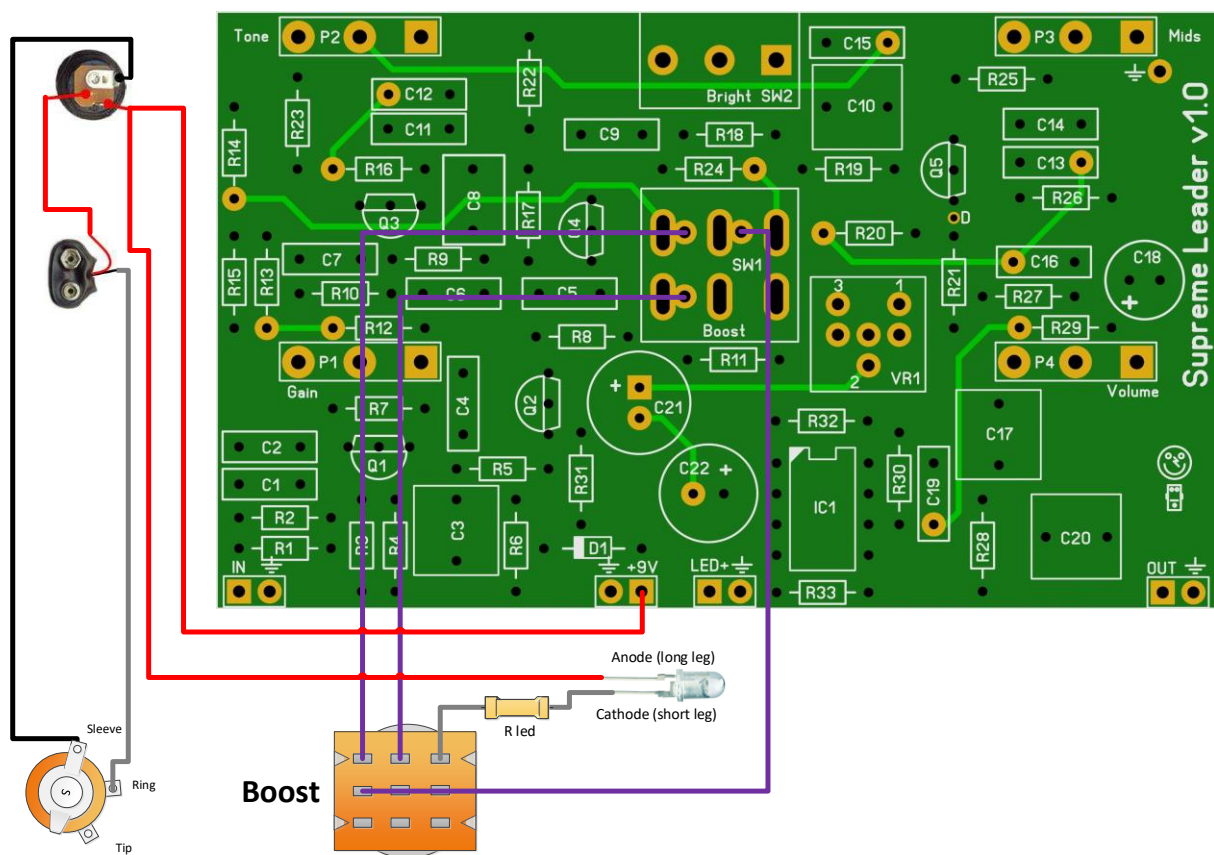 Tone
P2
R22
C15
P3
Mids
Bright SW2
R25
C12
C10
R23
C11
C9
R18
C14
R14
R16
R24
R19
Q5
C13
C8
R26
Q3
R17
Q4
D
R20
C7
R9
SW1
C16
C18
R15
R13
R10
C6
C5
3
1
R21
R27
+
R12
Boost
R29
R8
P1
R11
P4
2
VR1
Gain
Volume
+
R7
C4
Q2
C21
R32
C17
C2
Q1
R5
R31
C22
+
R30
C1
C19
IC1
R2
C3
R3
R4
R6
R28
C20
R1
D1
IN
+9V
LED+
OUT
R33
Supreme Leader v1.0
Anode (long leg)
Cathode (short leg)
R led
Sleeve
Ring
S
Tip
Boost